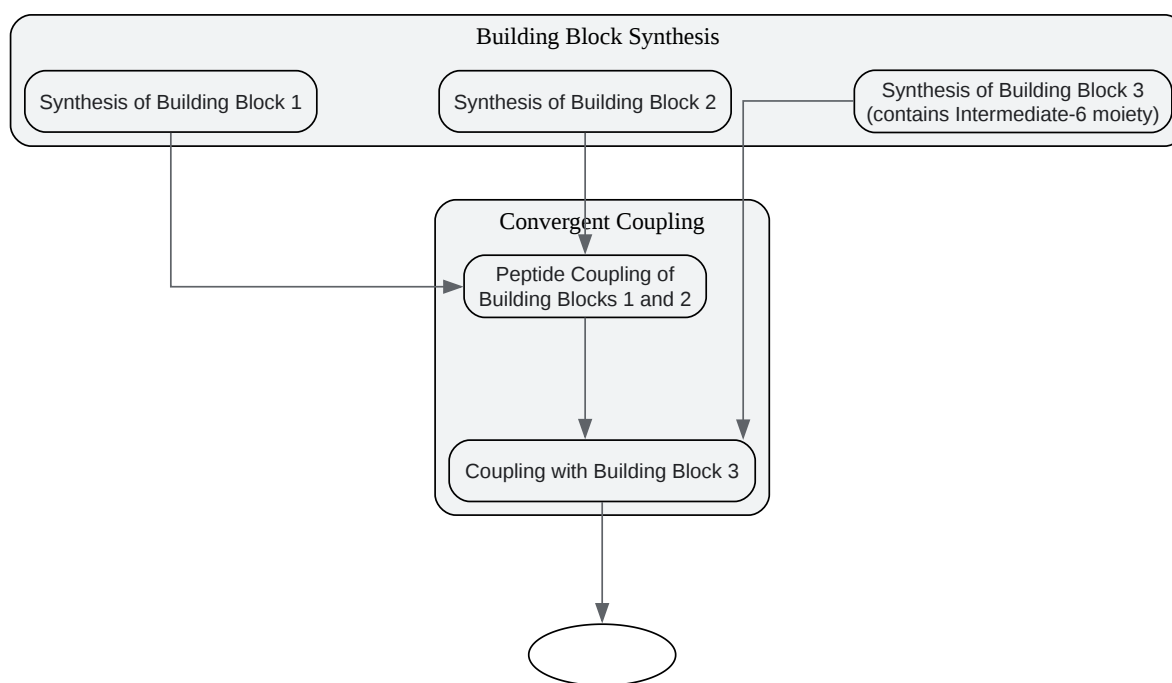 Building Block Synthesis
Synthesis of Building Block 1
Synthesis of Building Block 2
Synthesis of Building Block 3
(contains Intermediate-6 moiety)
Convergent Coupling
Peptide Coupling of
Building Blocks 1 and 2
Coupling with Building Block 3